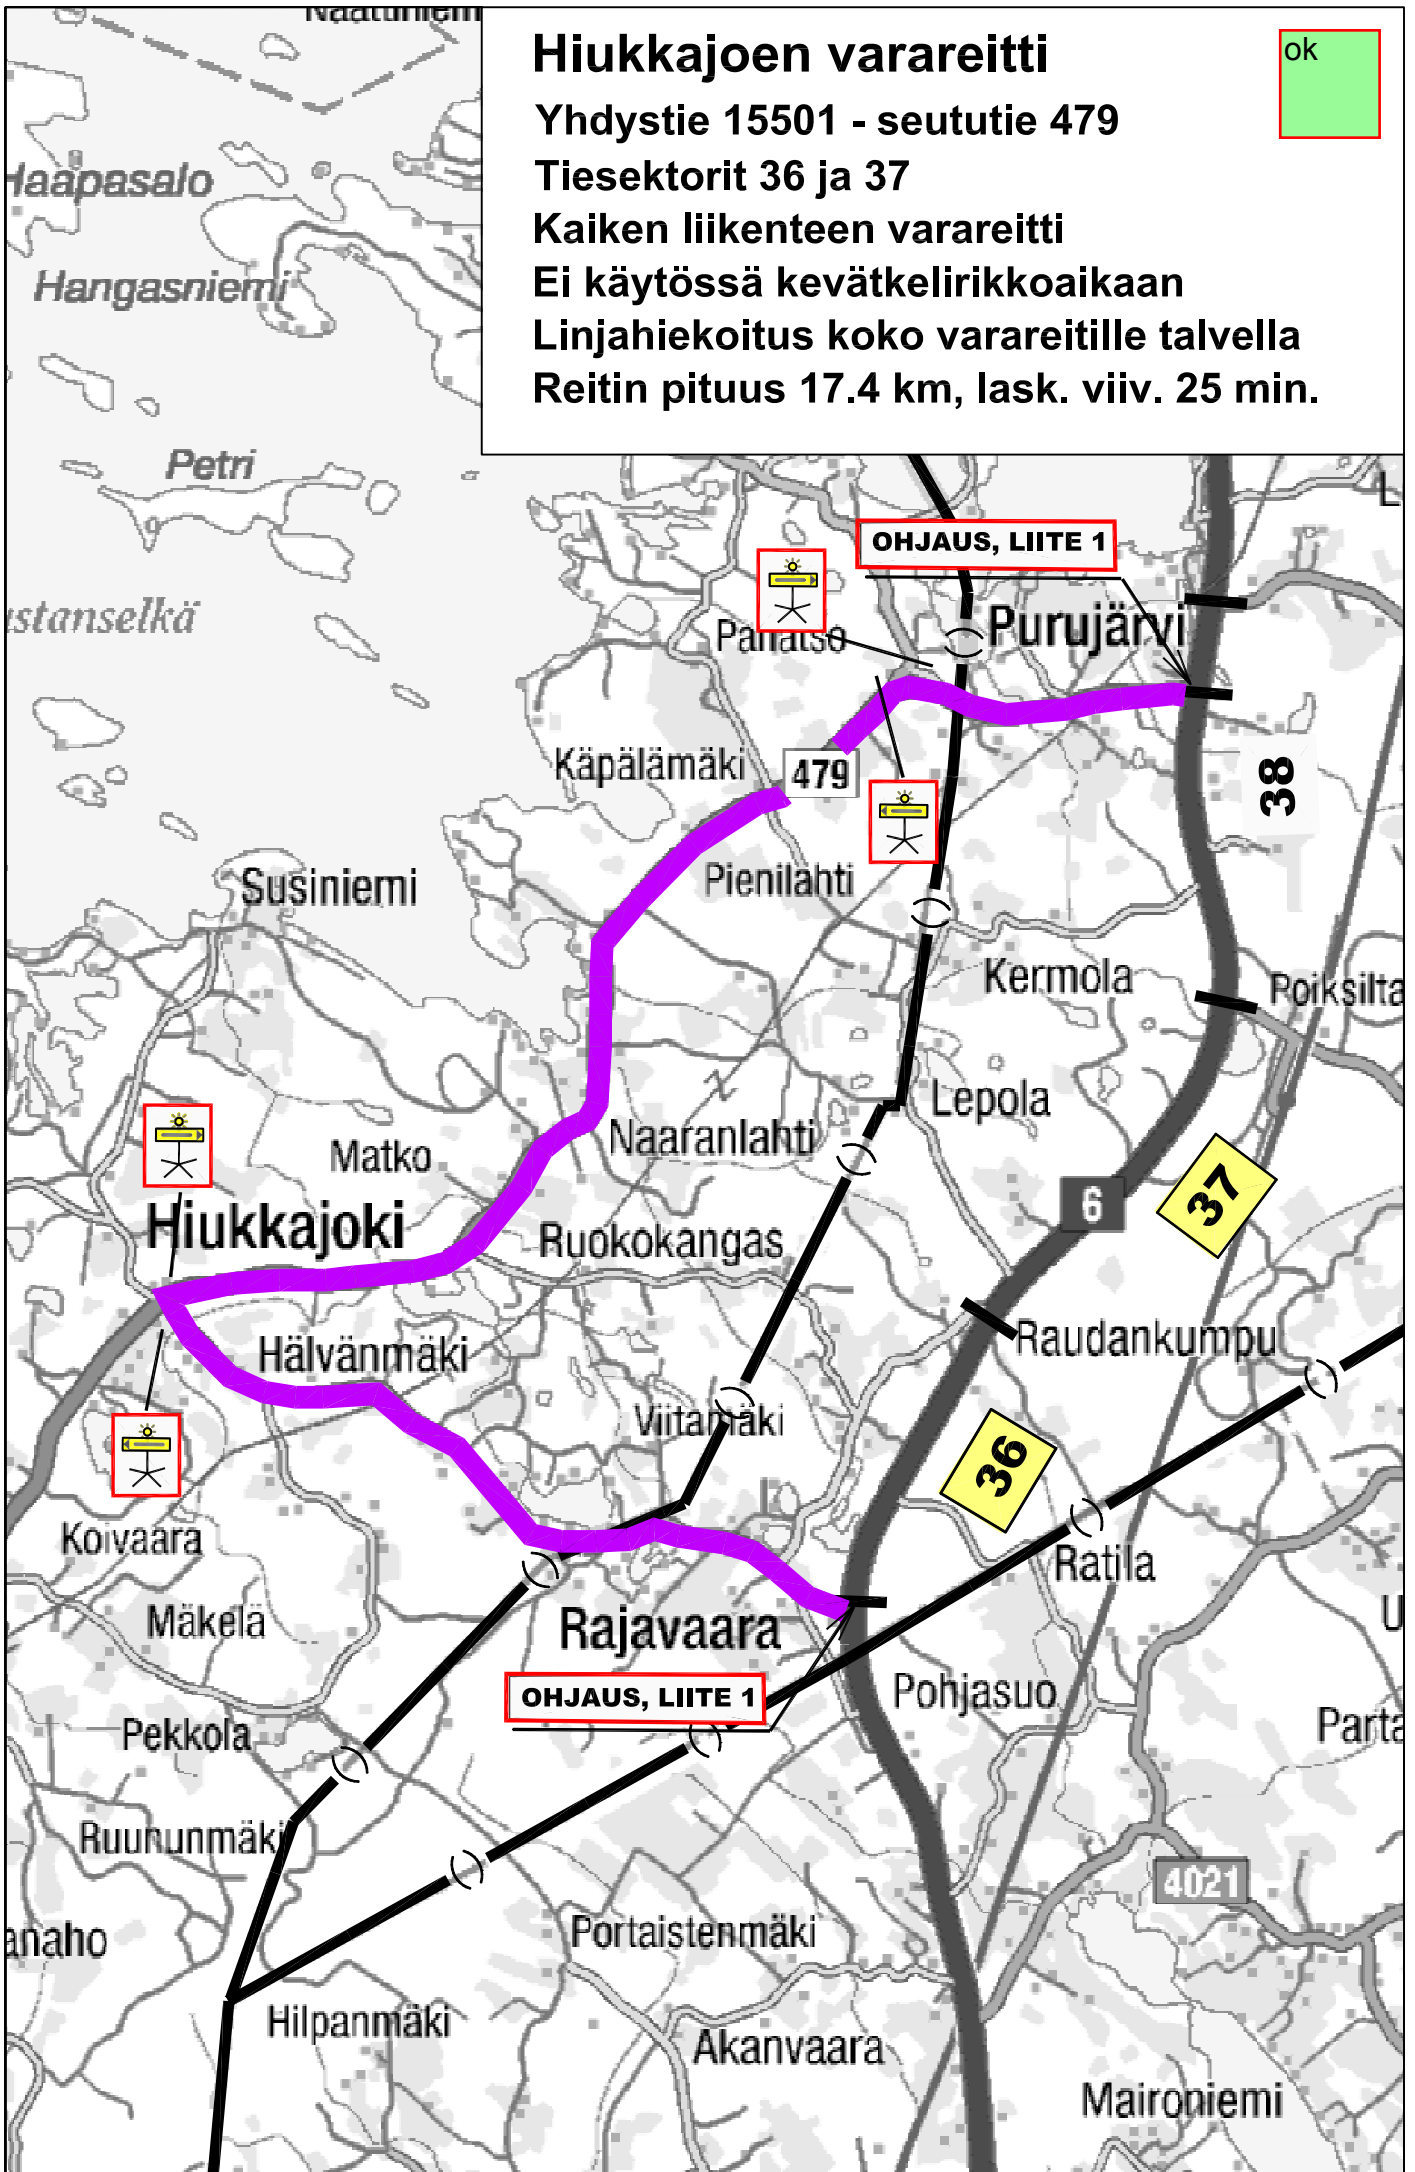 Hiukkajoen varareitti
ok
Yhdystie 15501 - seututie 479
Tiesektorit 36 ja 37
Kaiken liikenteen varareitti
Ei käytössä kevätkelirikkoaikaan
Linjahiekoitus koko varareitille talvella
Reitin pituus 17.4 km, lask. viiv. 25 min.
Haapasalo
Hangasniemi
Petri
OHJAUS, LIITE 1
Purujärvi
Käpälämäki
479
38
Pienilahti
Susiniemi
Kermola
Poiksilta
Lepola
Naaranlahti
Matko
37
6
Hiukkajoki
Ruokokangas
Hälvänmäki
Raudankumpu
Viitamäki
36
Koivaara
Ratila
Mäkelä
Rajavaara
OHJAUS, LIITE 1
Pohjasuo
Pekkola
Parta
Ruununmäki
4021
Portaistenmäki
Hilpanmäki
Akanvaara
Maironiemi